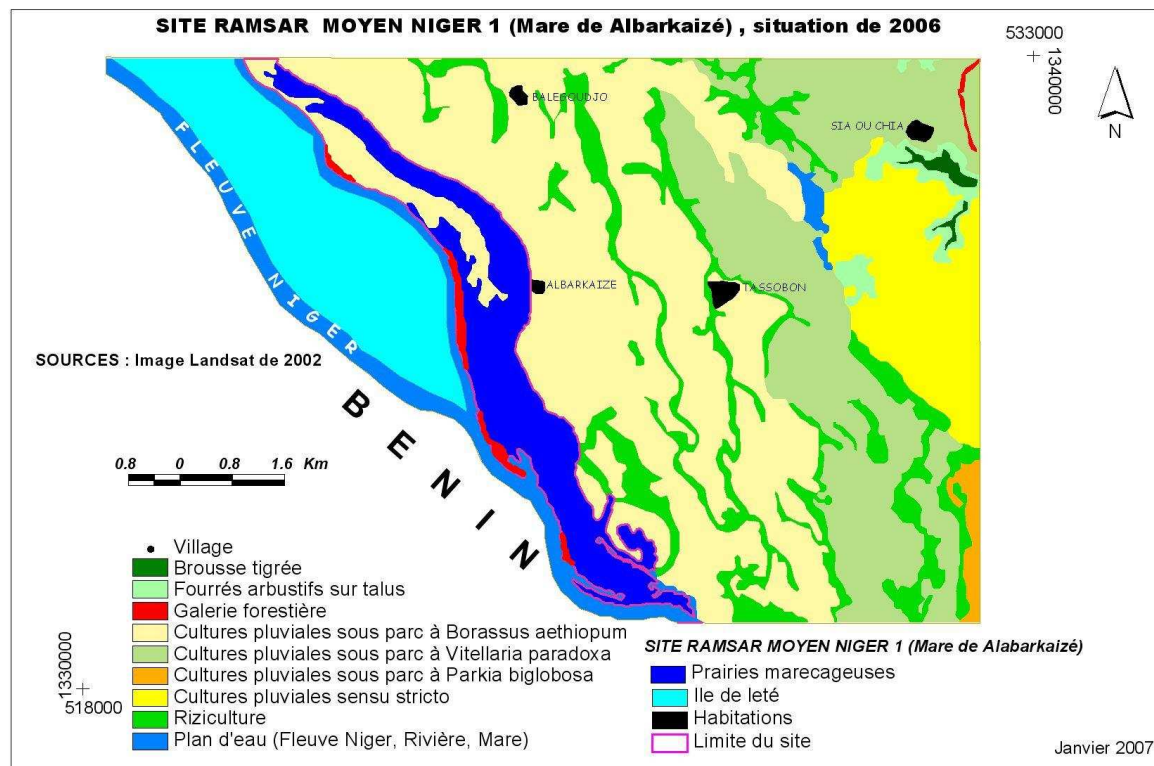 SITE RAMSAR MOYEN NIGER 1 (Mare de Albarkaizé) , situation de 2006
533000
1340000
N
BALEGOUDJO
SIA OU CHIA
FLEUVE NIGER
ALBARKAIZE
TASSOBON
SOURCES : Image Landsat de 2002
BENIN
0.8 0 0.8 1.6 Km
Village
Brousse tigrée
Fourrés arbustifs sur talus
Galerie forestière
Cultures pluviales sous parc à Borassus aethiopum
Cultures pluviales sous parc à Vitellaria paradoxa
Cultures pluviales sous parc à Parkia biglobosa
Cultures pluviales sensu stricto
Riziculture
Plan d'eau (Fleuve Niger, Rivière, Mare)
1330000
518000
SITE RAMSAR MOYEN NIGER 1 (Mare de Alabarkaizé)
Prairies marecageuses
Ile de leté
Habitations
Limite du site
Janvier 2007